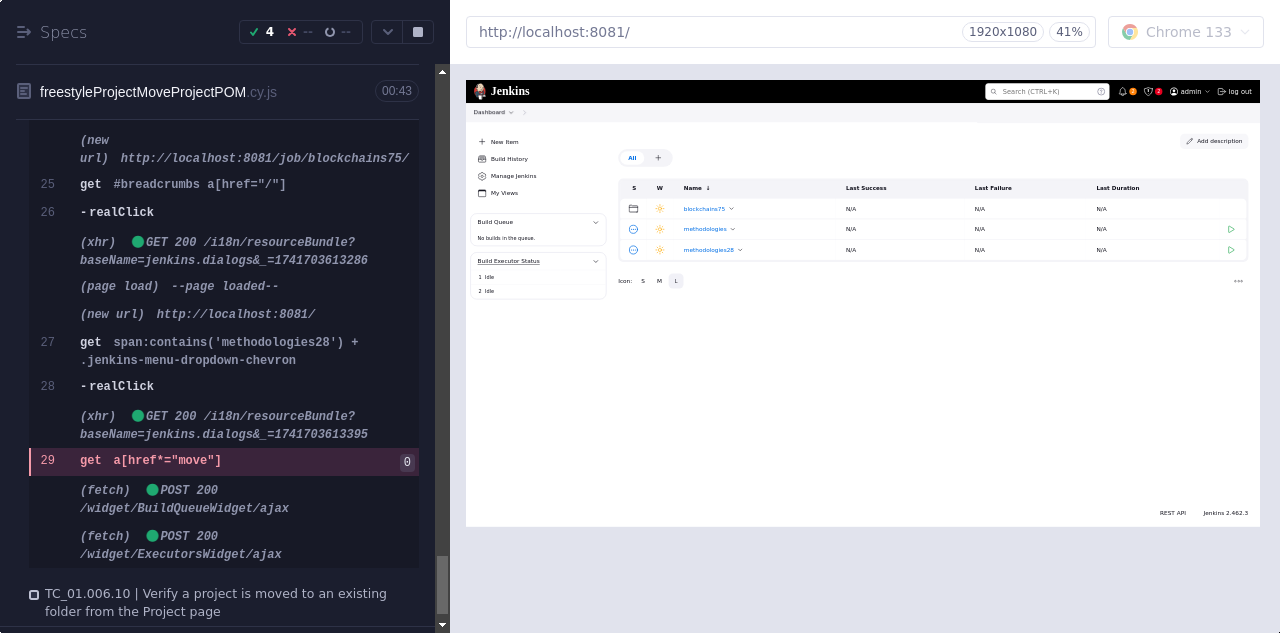 Specs
4
--
--
freestyleProjectMoveProjectPOM.cy.js
00:43
(new
url) http://localhost:8081/job/blockchains75/
25 get #breadcrumbs a[href="/"]
26 -realClick
(xhr) GET 200 /i18n/resourceBundle?
baseName=jenkins.dialogs&_=1741703613286
(page load) --page loaded--
(new url) http://localhost:8081/
27 get span:contains('methodologies28') +
.jenkins-menu-dropdown-chevron
28 -realClick
(xhr) GET 200 /i18n/resourceBundle?
baseName=jenkins.dialogs&_=1741703613395
29 get a[href*="move"] 0
(fetch) POST 200
/widget/BuildQueueWidget/ajax
(fetch) POST 200
/widget/ExecutorsWidget/ajax
TC_01.006.10 | Verify a project is moved to an existing
folder from the Project page
http://localhost:8081/
1920x1080
41%
Chrome 133
Jenkins
Search (CTRL+K)
2
2
admin
log out
Dashboard
New Item
Build History
Manage Jenkins
My Views
Build Queue
No builds in the queue.
Build Executor Status
1 Idle
2 Idle
Add description
All +
S W Name ↓ Last Success Last Failure Last Duration
blockchains75 N/A N/A N/A
methodologies N/A N/A N/A
methodologies28 N/A N/A N/A
Icon: S M L
REST API Jenkins 2.462.3